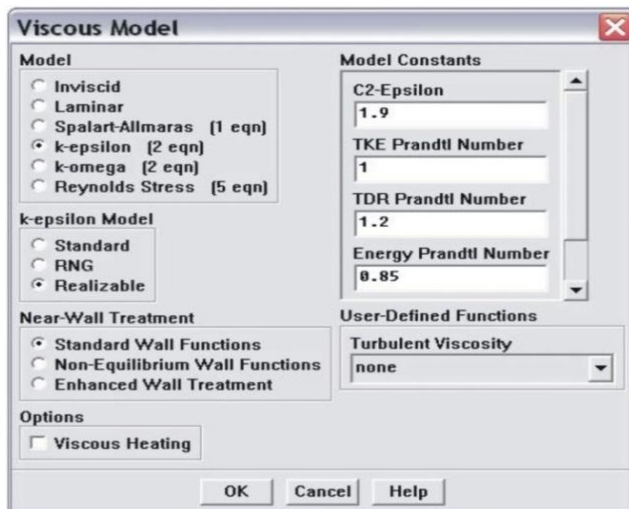 Viscous Model
Model
Inviscid
Laminar
Spalart-Allmaras (1 eqn)
k-epsilon (2 eqn)
k-omega (2 eqn)
Reynolds Stress (5 eqn)
k-epsilon Model
Standard
RNG
Realizable
Near-Wall Treatment
Standard Wall Functions
Non-Equilibrium Wall Functions
Enhanced Wall Treatment
Options
Viscous Heating
Model Constants
C2-Epsilon
1.9
TKE Prandtl Number
1
TDR Prandtl Number
1.2
Energy Prandtl Number
0.85
User-Defined Functions
Turbulent Viscosity
none
OK
Cancel
Help